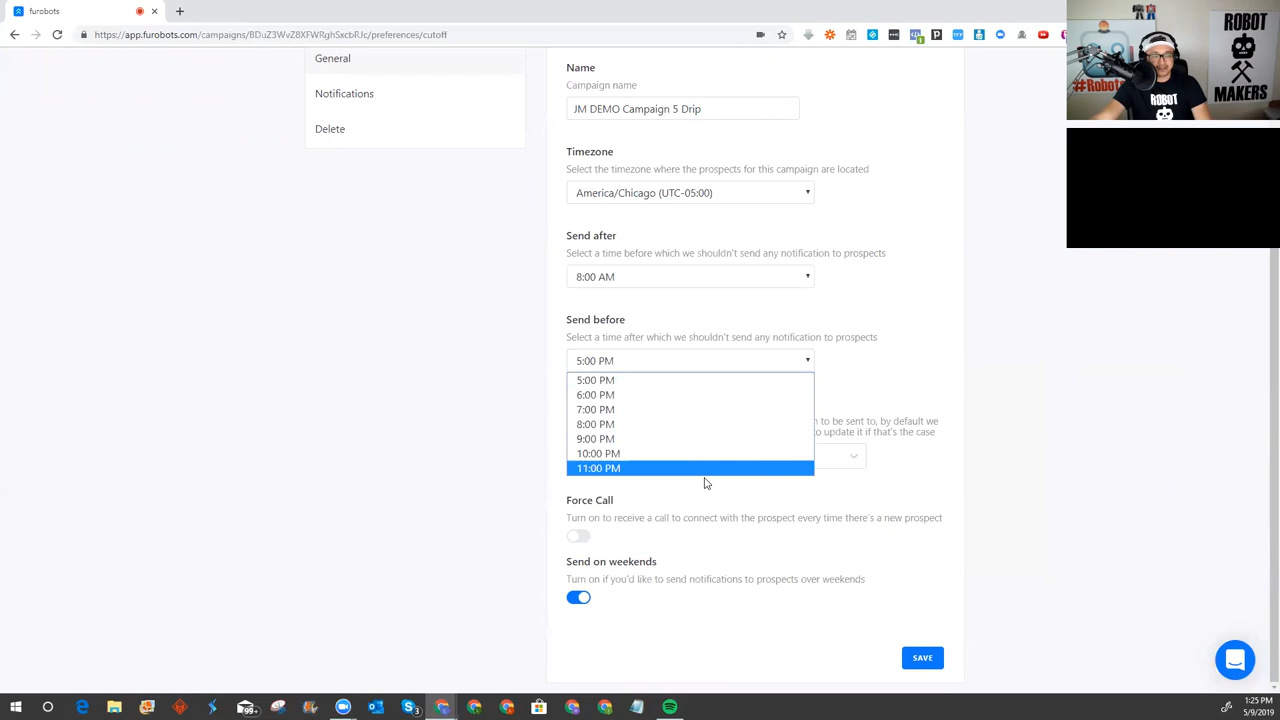 furobots
https://app.furobots.com/campaigns/8DuZ3WvZ8XFWRghSxcbRJc/preferences/cutoff
General
Notifications
Delete
Name
Campaign name
JM DEMO Campaign 5 Drip
Timezone
Select the timezone where the prospects for this campaign are located
America/Chicago (UTC-05:00)
Send after
Select a time before which we shouldn't send any notification to prospects
8:00 AM
Send before
Select a time after which we shouldn't send any notification to prospects
5:00 PM
5:00 PM
6:00 PM
7:00 PM
8:00 PM
9:00 PM
10:00 PM
11:00 PM
n to be sent to, by default we
to update it if that's the case
Force Call
Turn on to receive a call to connect with the prospect every time there's a new prospect
Send on weekends
Turn on if you'd like to send notifications to prospects over weekends
SAVE
ROBOT
MAKERS
#Robot
ROBOT
99+
3
1:25 PM
5/9/2019